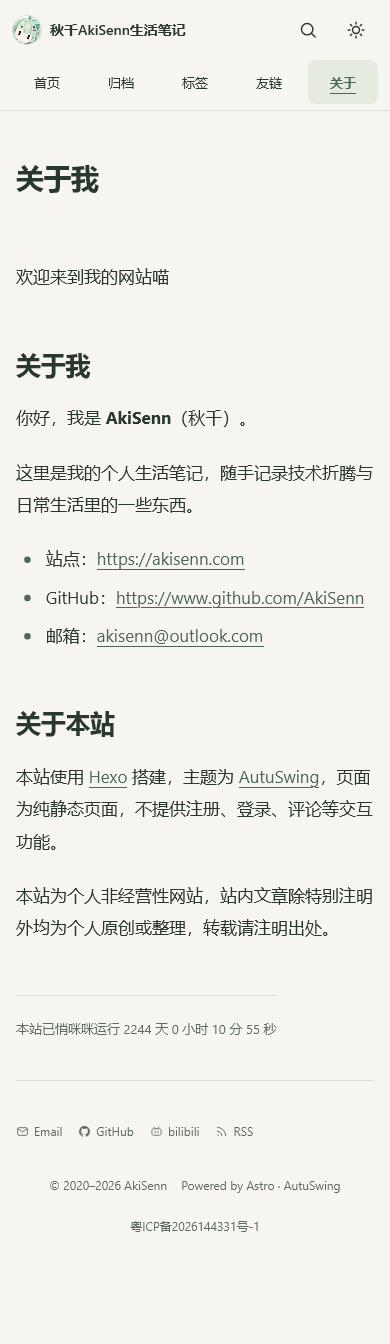 秋千AkiSenn生活笔记
首页 归档 标签 友链 关于
关于我
欢迎来到我的网站喵
关于我
你好，我是 AkiSenn（秋千）。
这里是我的个人生活笔记，随手记录技术折腾与
日常生活里的一些东西。
站点：https://akisenn.com
GitHub：https://www.github.com/AkiSenn
邮箱：akisenn@outlook.com
关于本站
本站使用 Hexo 搭建，主题为 AutuSwing，页面
为纯静态页面，不提供注册、登录、评论等交互
功能。
本站为个人非经营性网站，站内文章除特别注明
外均为个人原创或整理，转载请注明出处。
本站已悄咪咪运行 2244 天 0 小时 10 分 55 秒
Email GitHub bilibili RSS
© 2020–2026 AkiSenn Powered by Astro · AutuSwing
粤ICP备2026144331号-1